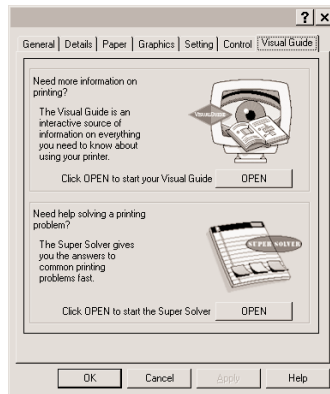 ? ×
General Details Paper Graphics Setting Control Visual Guide
Need more information on
printing?
VISUAL GUIDE
The Visual Guide is an
interactive source of
information on everything
you need to know about
using your printer.
Click OPEN to start your Visual Guide OPEN
Need help solving a printing
problem?
The Super Solver gives
you the answers to
common printing
problems fast.
SUPER SOLVER
Click OPEN to start the Super Solver OPEN
OK Cancel Apply Help